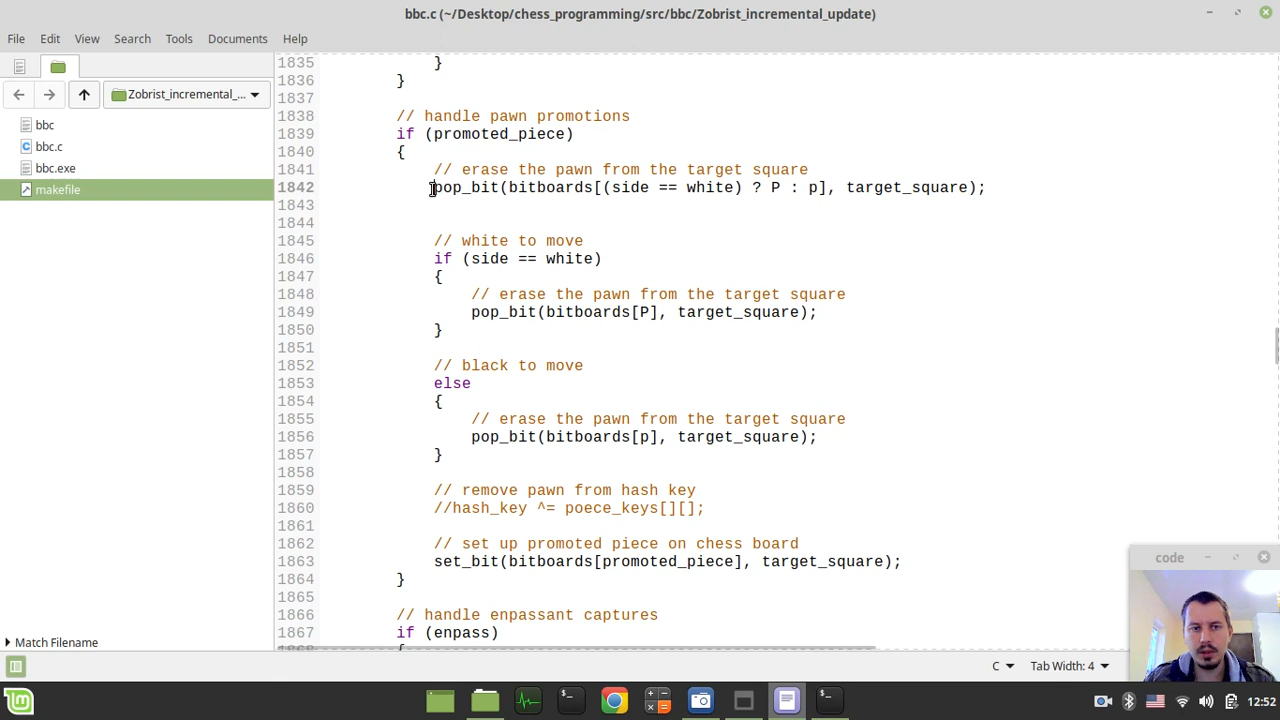 bbc.c (~/Desktop/chess_programming/src/bbc/Zobrist_incremental_update)
File Edit View Search Tools Documents Help
Zobrist_incremental_...
bbc
bbc.c
bbc.exe
makefile
Match Filename
1835 }
1836 }
1837
1838 // handle pawn promotions
1839 if (promoted_piece)
1840 {
1841 // erase the pawn from the target square
1842 pop_bit(bitboards[(side == white) ? P : p], target_square);
1843
1844
1845 // white to move
1846 if (side == white)
1847 {
1848 // erase the pawn from the target square
1849 pop_bit(bitboards[P], target_square);
1850 }
1851
1852 // black to move
1853 else
1854 {
1855 // erase the pawn from the target square
1856 pop_bit(bitboards[p], target_square);
1857 }
1858
1859 // remove pawn from hash key
1860 //hash_key ^= poece_keys[][];
1861
1862 // set up promoted piece on chess board
1863 set_bit(bitboards[promoted_piece], target_square);
1864 }
1865
1866 // handle enpassant captures
1867 if (enpass)
code
C Tab Width: 4
12:52